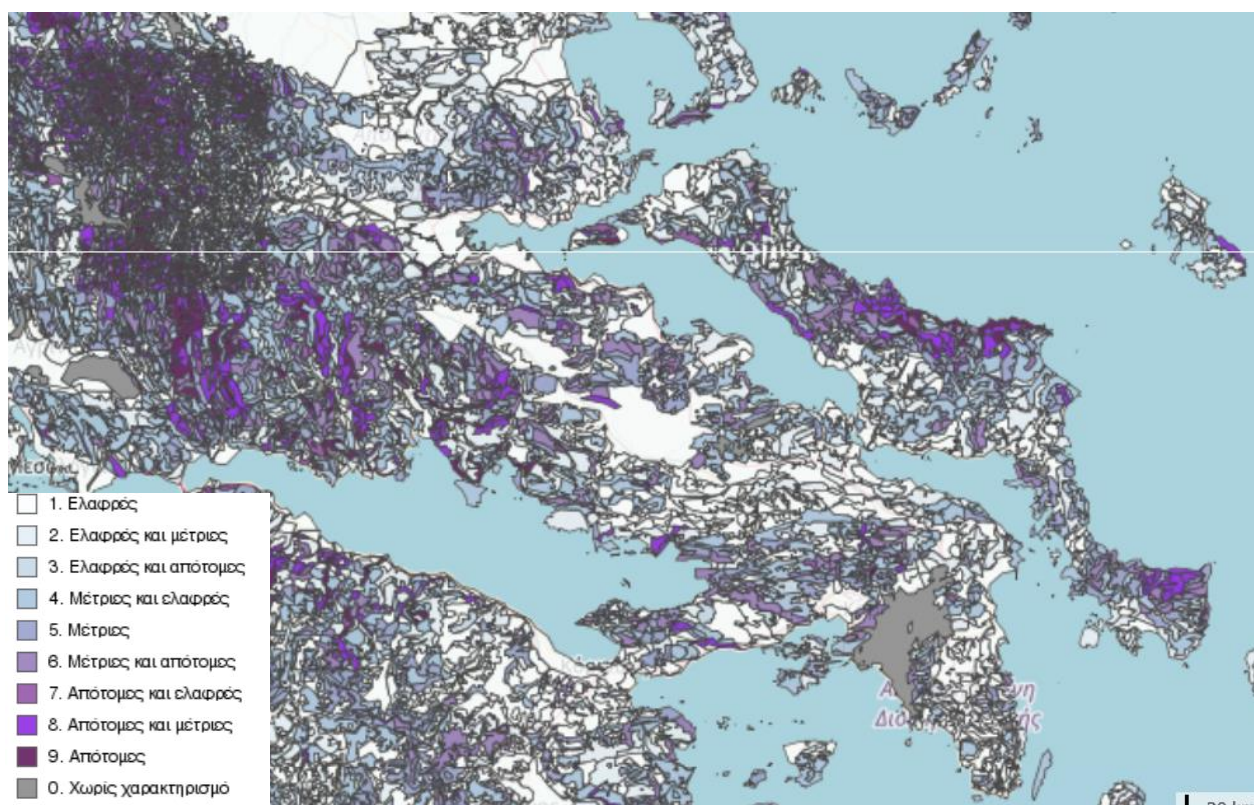 1. Ελαφρές
2. Ελαφρές και μέτριες
3. Ελαφρές και απότομες
4. Μέτριες και ελαφρές
5. Μέτριες
6. Μέτριες και απότομες
7. Απότομες και ελαφρές
8. Απότομες και μέτριες
9. Απότομες
0. Χωρίς χαρακτηρισμό